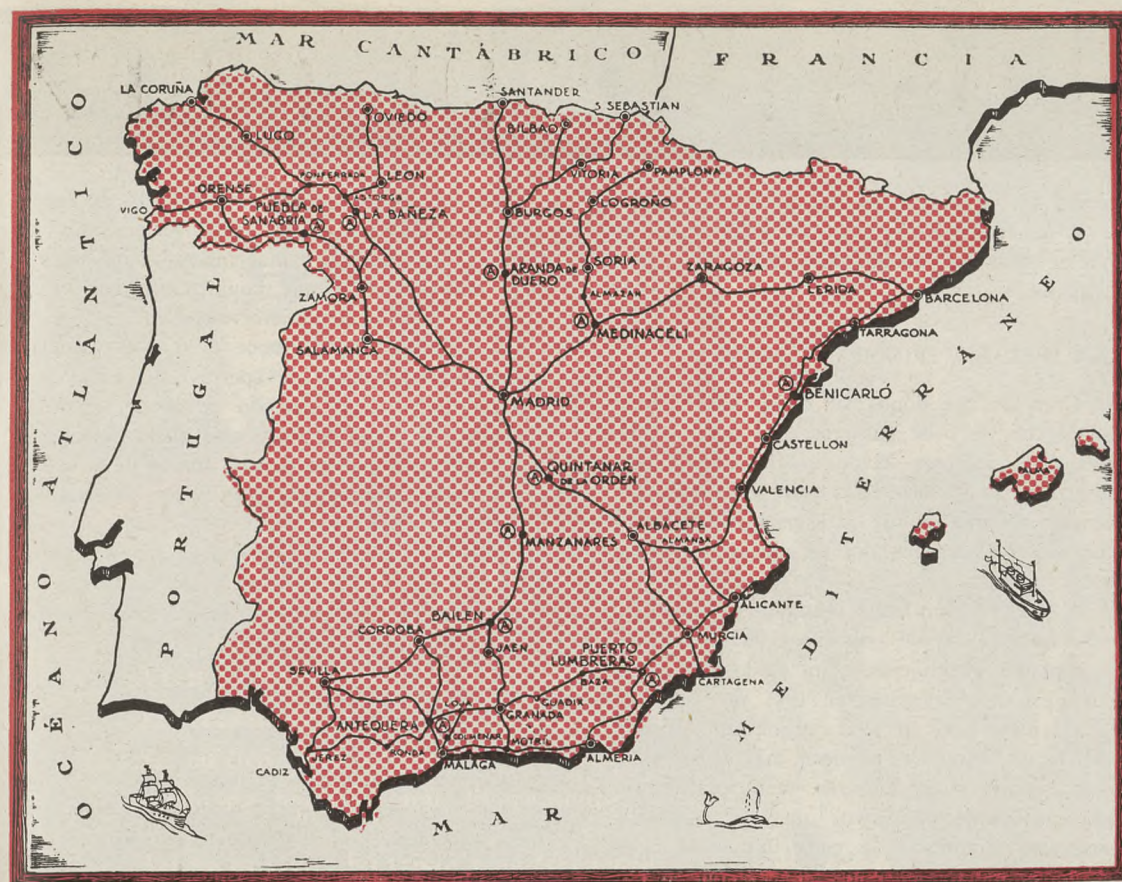 MAR CANTÁBRICO
FRANCIA
OCÉANO ATLÁNTICO
PORTUGAL
MAR
MEDITERRÁNEO
LA CORUÑA
SANTANDER
S SEBASTIAN
OVIEDO
BILBAO
LUGO
VITORIA
PAMPLONA
PONFERRADA
LEON
ORENSE
ASTORGA
LOGROÑO
VIGO
PUEBLA DE
SANABRIA
A
A
LA BAÑEZA
BURGOS
SORIA
ZARAGOZA
A
ARANDA DE
DUERO
LERIDA
ZAMORA
ALMAZAN
BARCELONA
A
MEDINACELI
TARRAGONA
SALAMANCA
A
MADRID
BENICARLÓ
CASTELLON
A
QUINTANAR
DE LA ORDEN
PALMA
VALENCIA
ALBACETE
A
MANZANARES
ALMANSA
ALICANTE
BAILEN
A
CORDOBA
MURCIA
JAEN
PUERTO
LUMBRERAS
SEVILLA
BAZA
A
CARTAGENA
LOJA
GUADIX
GRANADA
ANTEQUERA
A
COLMENAR
MOTRIL
RONDA
JEREZ
MALAGA
ALMERIA
CADIZ